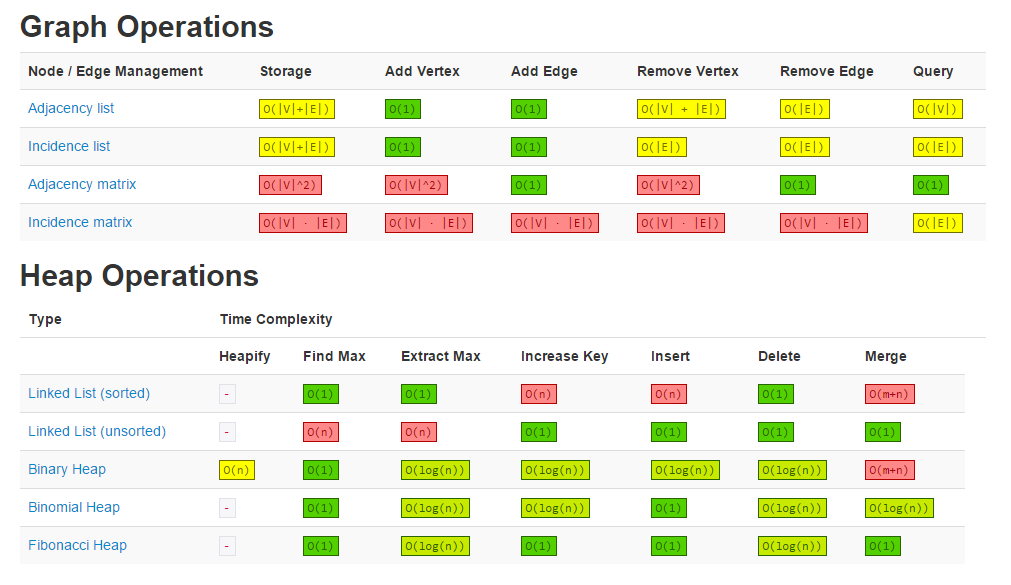 Graph Operations
Node / Edge Management Storage Add Vertex Add Edge Remove Vertex Remove Edge Query
Adjacency list O(|V|+|E|) O(1) O(1) O(|V| + |E|) O(|E|) O(|V|)
Incidence list O(|V|+|E|) O(1) O(1) O(|E|) O(|E|) O(|E|)
Adjacency matrix O(|V|^2) O(|V|^2) O(1) O(|V|^2) O(1) O(1)
Incidence matrix O(|V| · |E|) O(|V| · |E|) O(|V| · |E|) O(|V| · |E|) O(|V| · |E|) O(|E|)
Heap Operations
Type Time Complexity
Heapify Find Max Extract Max Increase Key Insert Delete Merge
Linked List (sorted) - O(1) O(1) O(n) O(n) O(1) O(m+n)
Linked List (unsorted) - O(n) O(n) O(1) O(1) O(1) O(1)
Binary Heap O(n) O(1) O(log(n)) O(log(n)) O(log(n)) O(log(n)) O(m+n)
Binomial Heap - O(1) O(log(n)) O(log(n)) O(1) O(log(n)) O(log(n))
Fibonacci Heap - O(1) O(log(n)) O(1) O(1) O(log(n)) O(1)